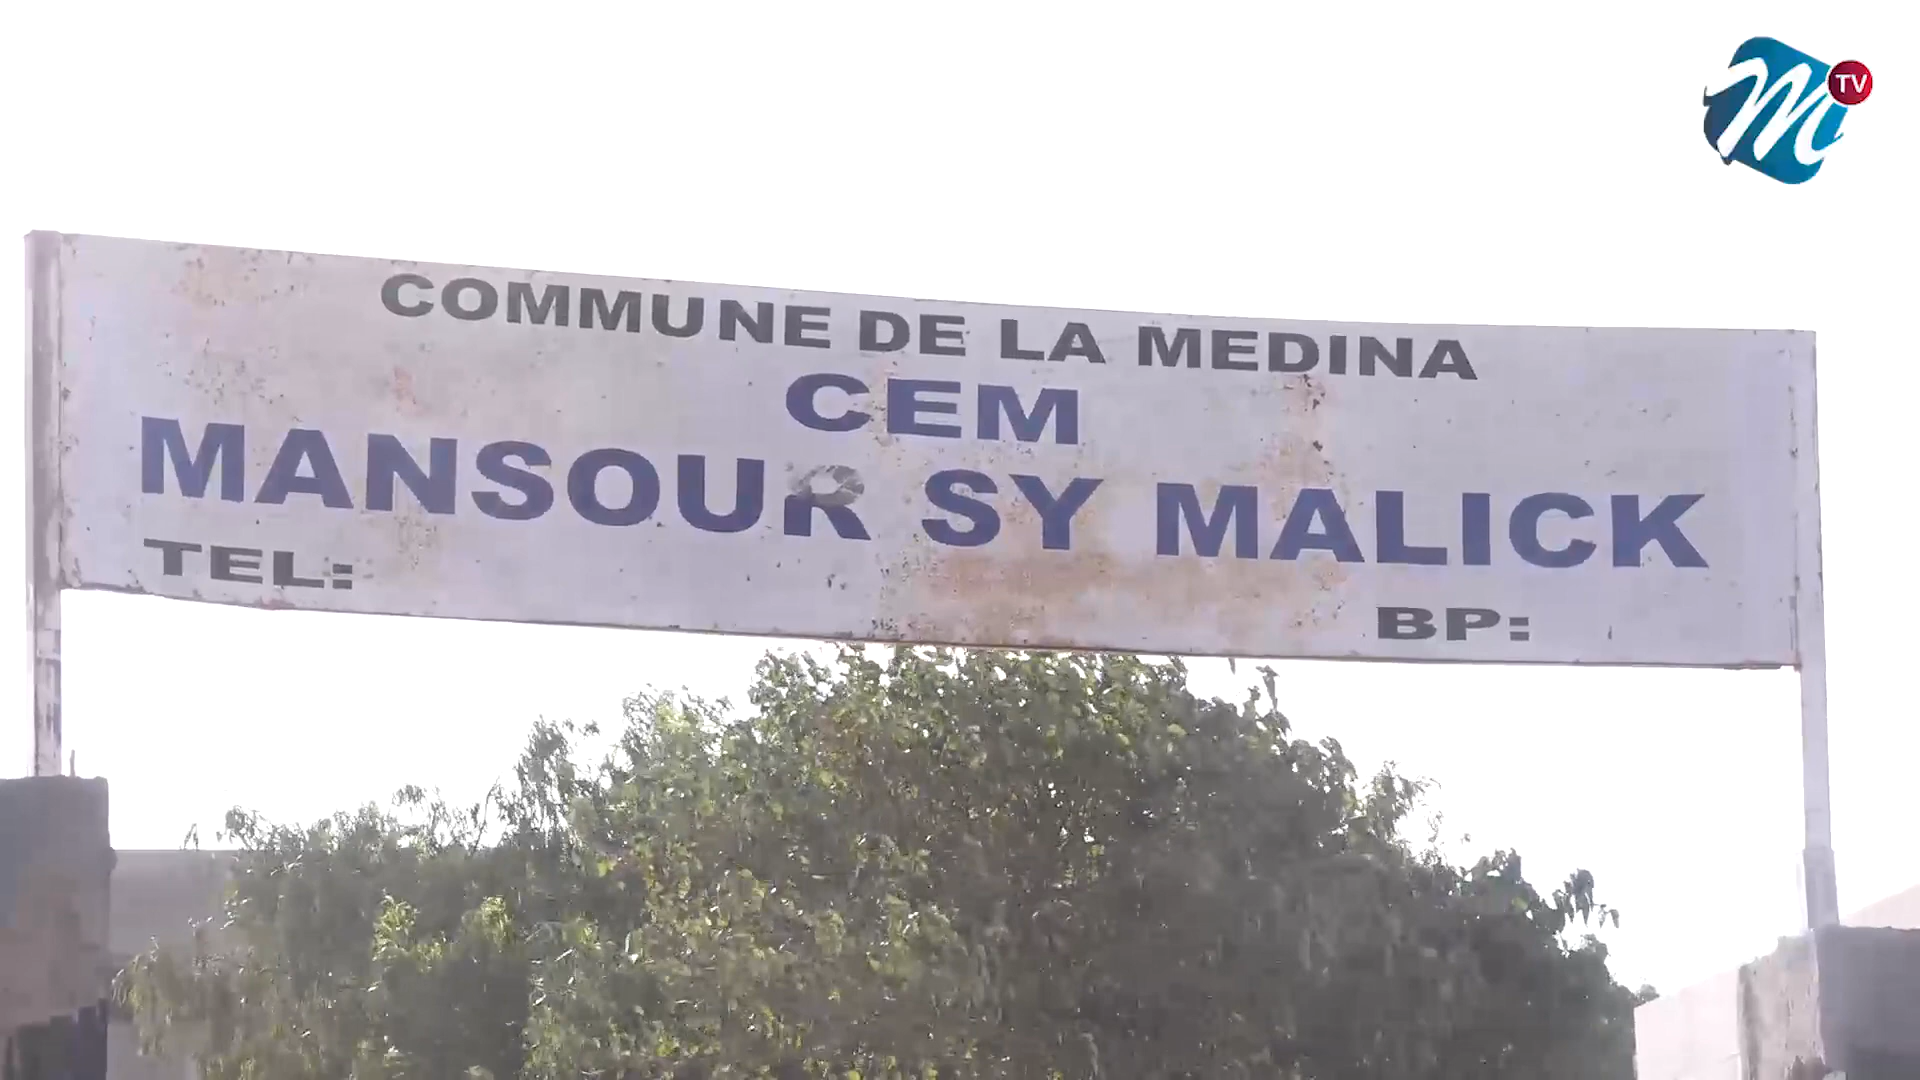 M TV
COMMUNE DE LA MEDINA
CEM
MANSOUR SY MALICK
TEL:
BP: